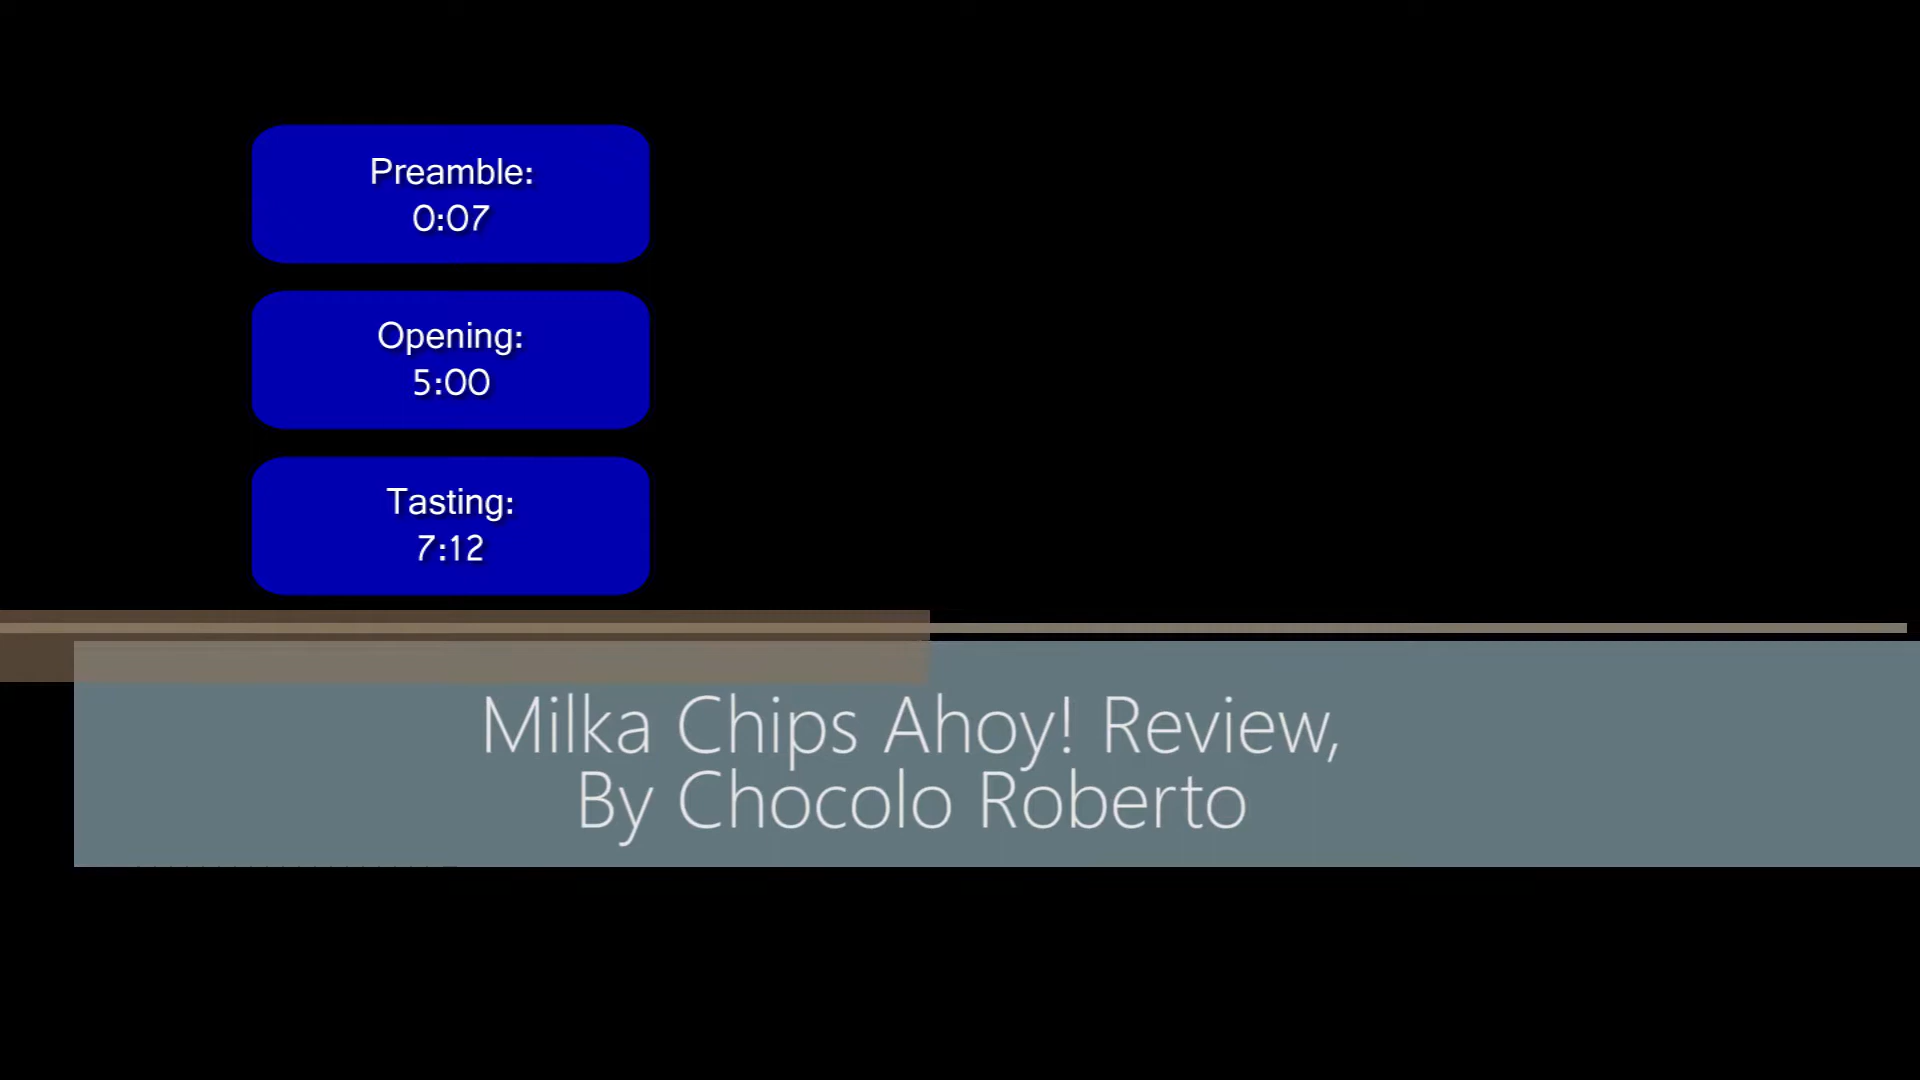 Preamble:
0:07
Opening:
5:00
Tasting:
7:12
Milka Chips Ahoy! Review,
By Chocolo Roberto